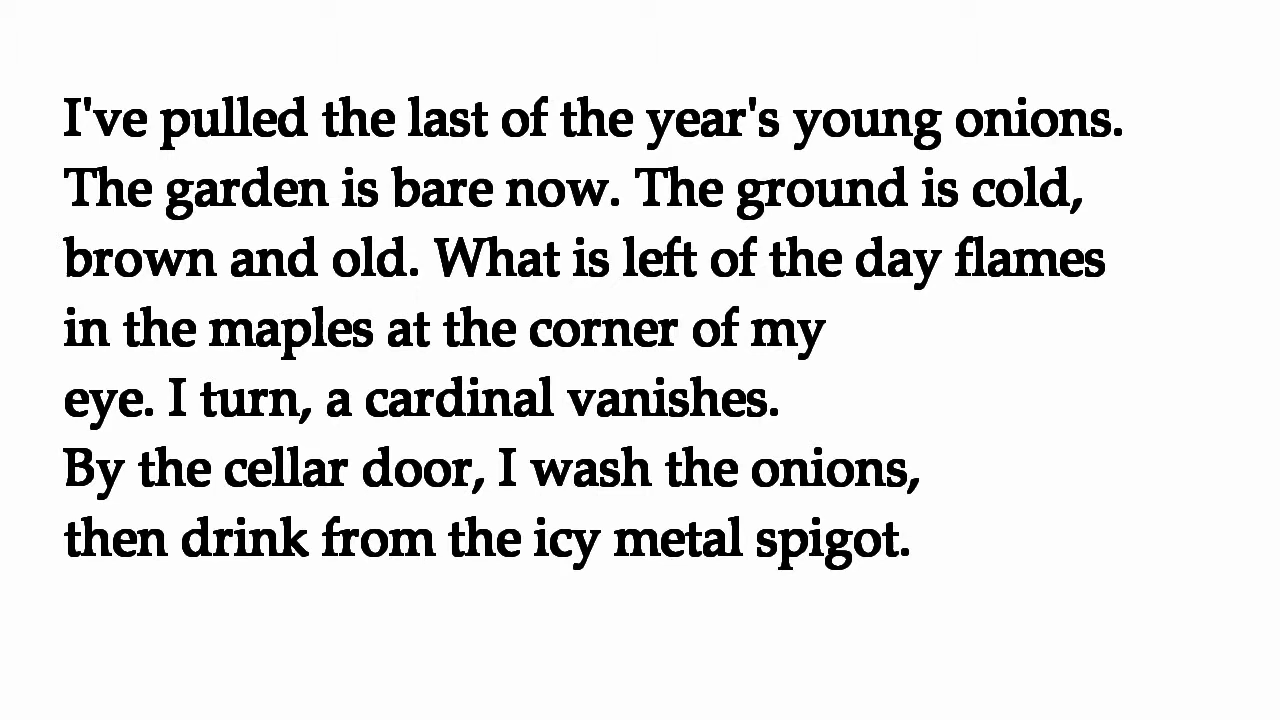 I've pulled the last of the year's young onions.
The garden is bare now. The ground is cold,
brown and old. What is left of the day flames
in the maples at the corner of my
eye. I turn, a cardinal vanishes.
By the cellar door, I wash the onions,
then drink from the icy metal spigot.